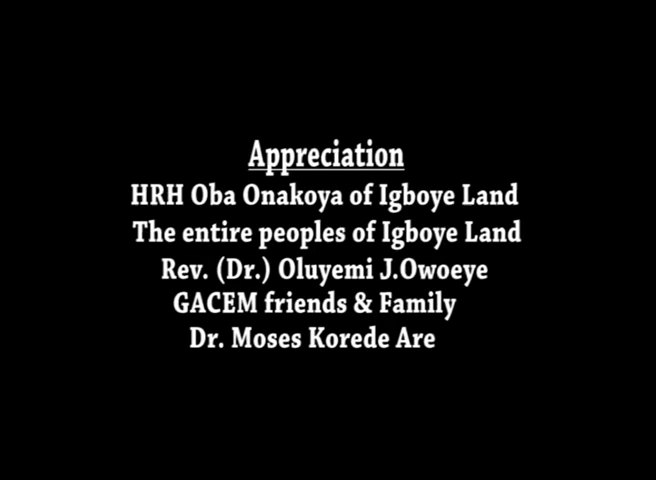 Appreciation
HRH Oba Onakoya of Igboye Land
The entire peoples of Igboye Land
Rev. (Dr.) Oluyemi J.Owoeye
GACEM friends & Family
Dr. Moses Korede Are